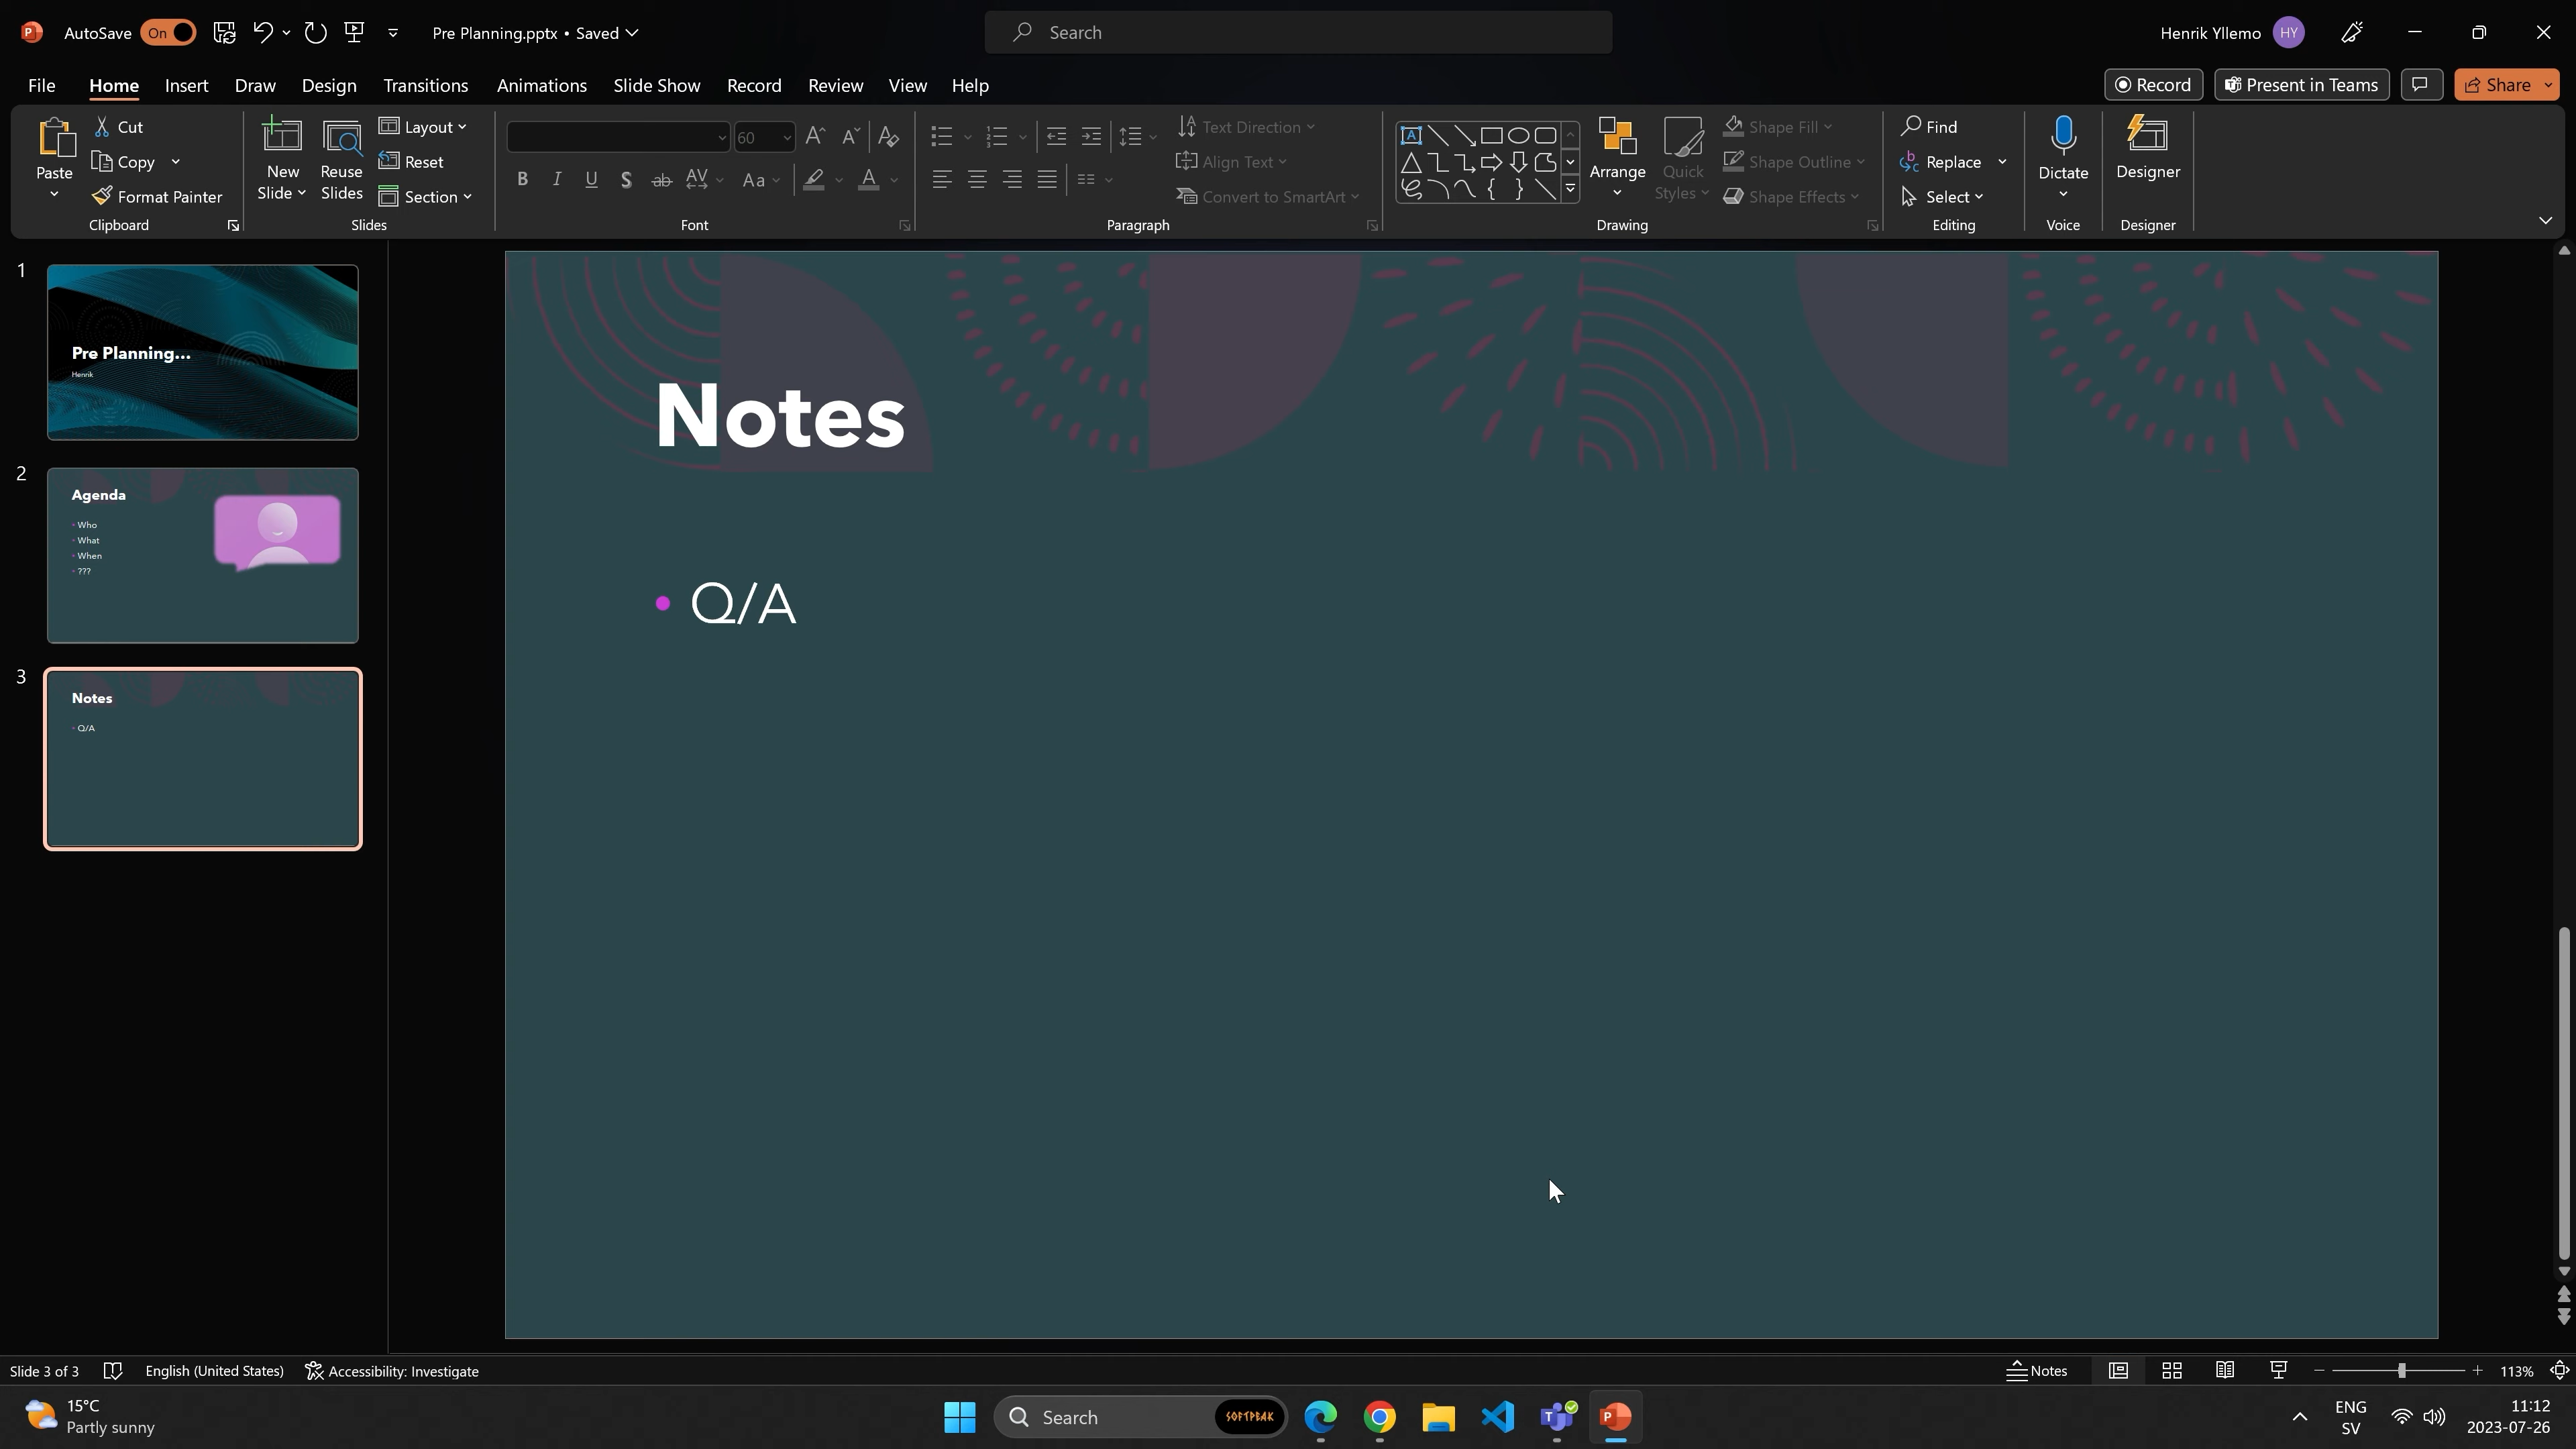 AutoSave On Pre Planning.pptx • Saved Search Henrik Yllemo HY
File Home Insert Draw Design Transitions Animations Slide Show Record Review View Help Record Present in Teams Share
Paste
Cut
Copy
Format Painter
Clipboard
New
Slide
Reuse
Slides
Layout
Reset
Section
Slides
60
B I U S ab AV Aa A
Font
Text Direction
Align Text
Convert to SmartArt
Paragraph
Arrange
Quick
Styles
Shape Fill
Shape Outline
Shape Effects
Drawing
Find
Replace
Select
Editing
Dictate
Voice
Designer
Designer
1
Pre Planning...
Henrik
2
Agenda
• Who
• What
• When
• ???
3
Notes
• Q/A
Notes
• Q/A
Slide 3 of 3 English (United States) Accessibility: Investigate Notes 113%
15°C
Partly sunny
Search SOFTPEAK
ENG
SV
11:12
2023-07-26